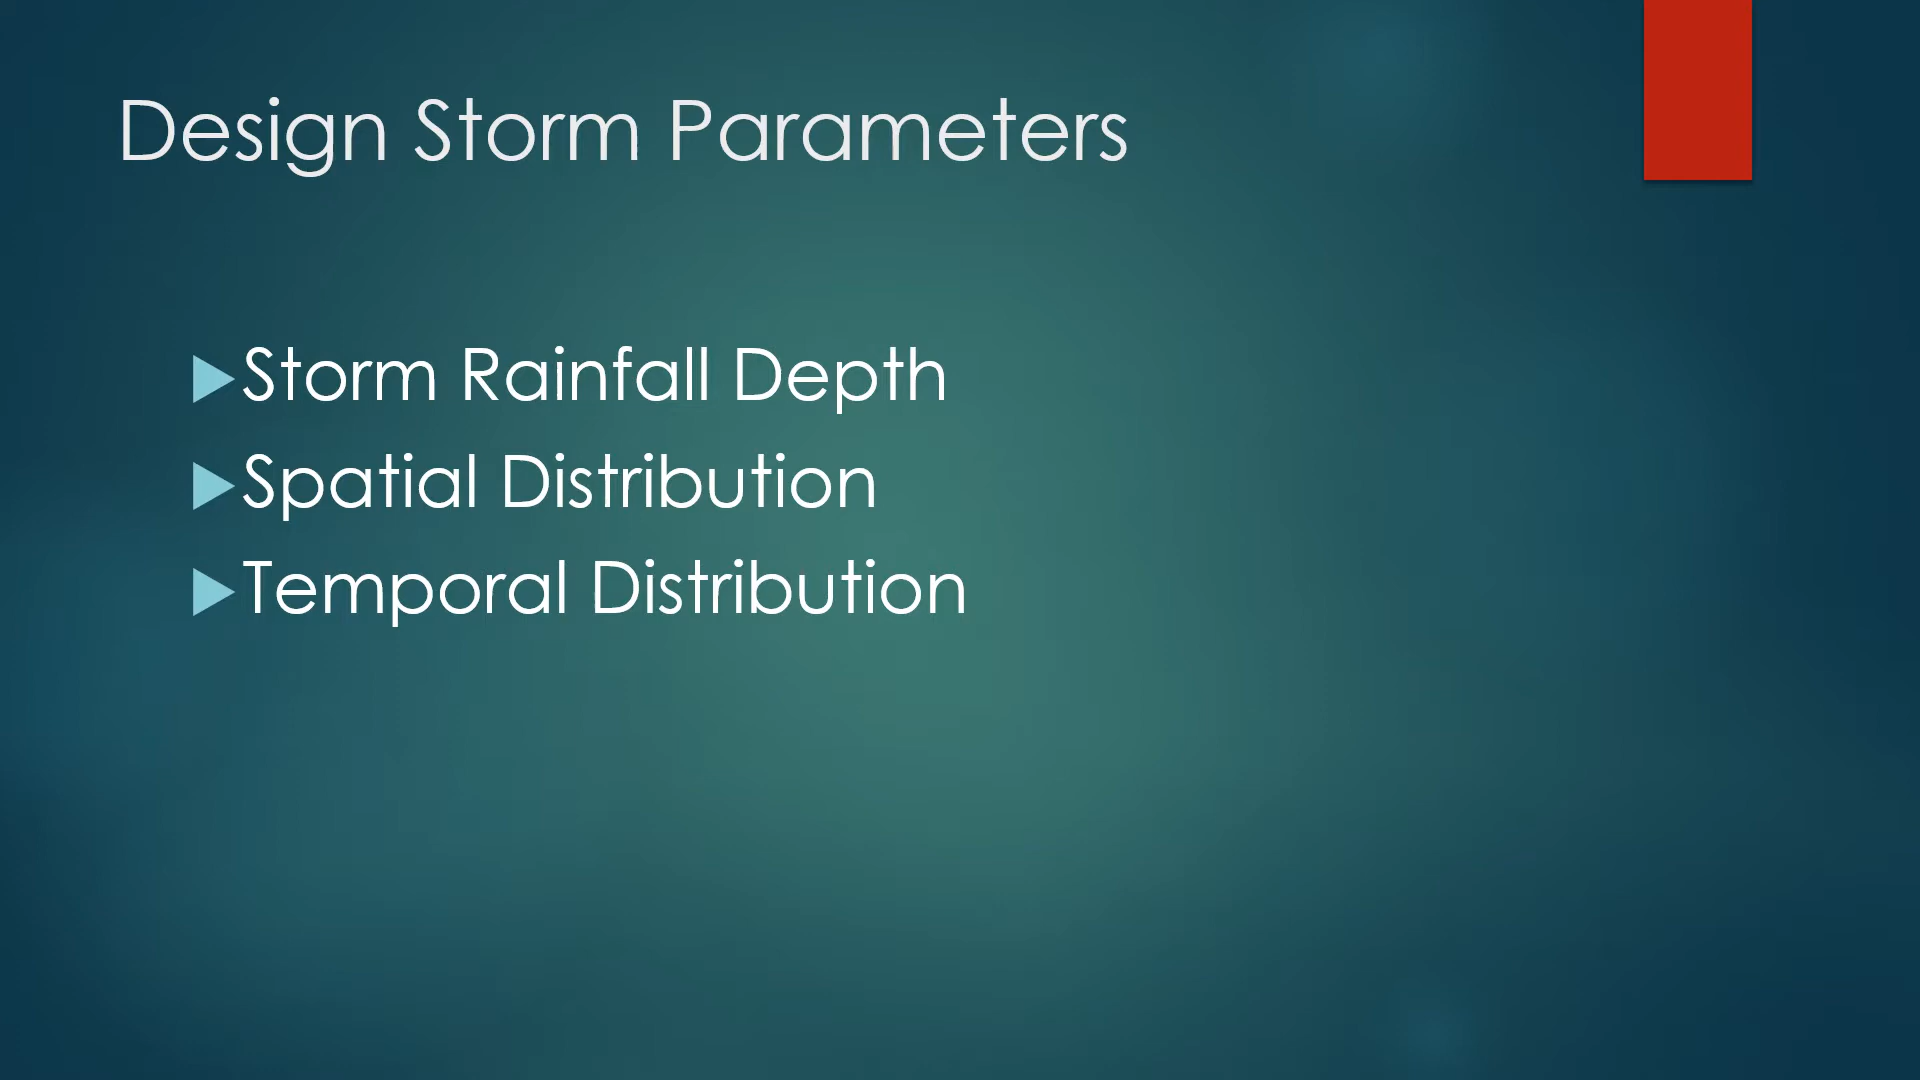 Design Storm Parameters
Storm Rainfall Depth
Spatial Distribution
Temporal Distribution